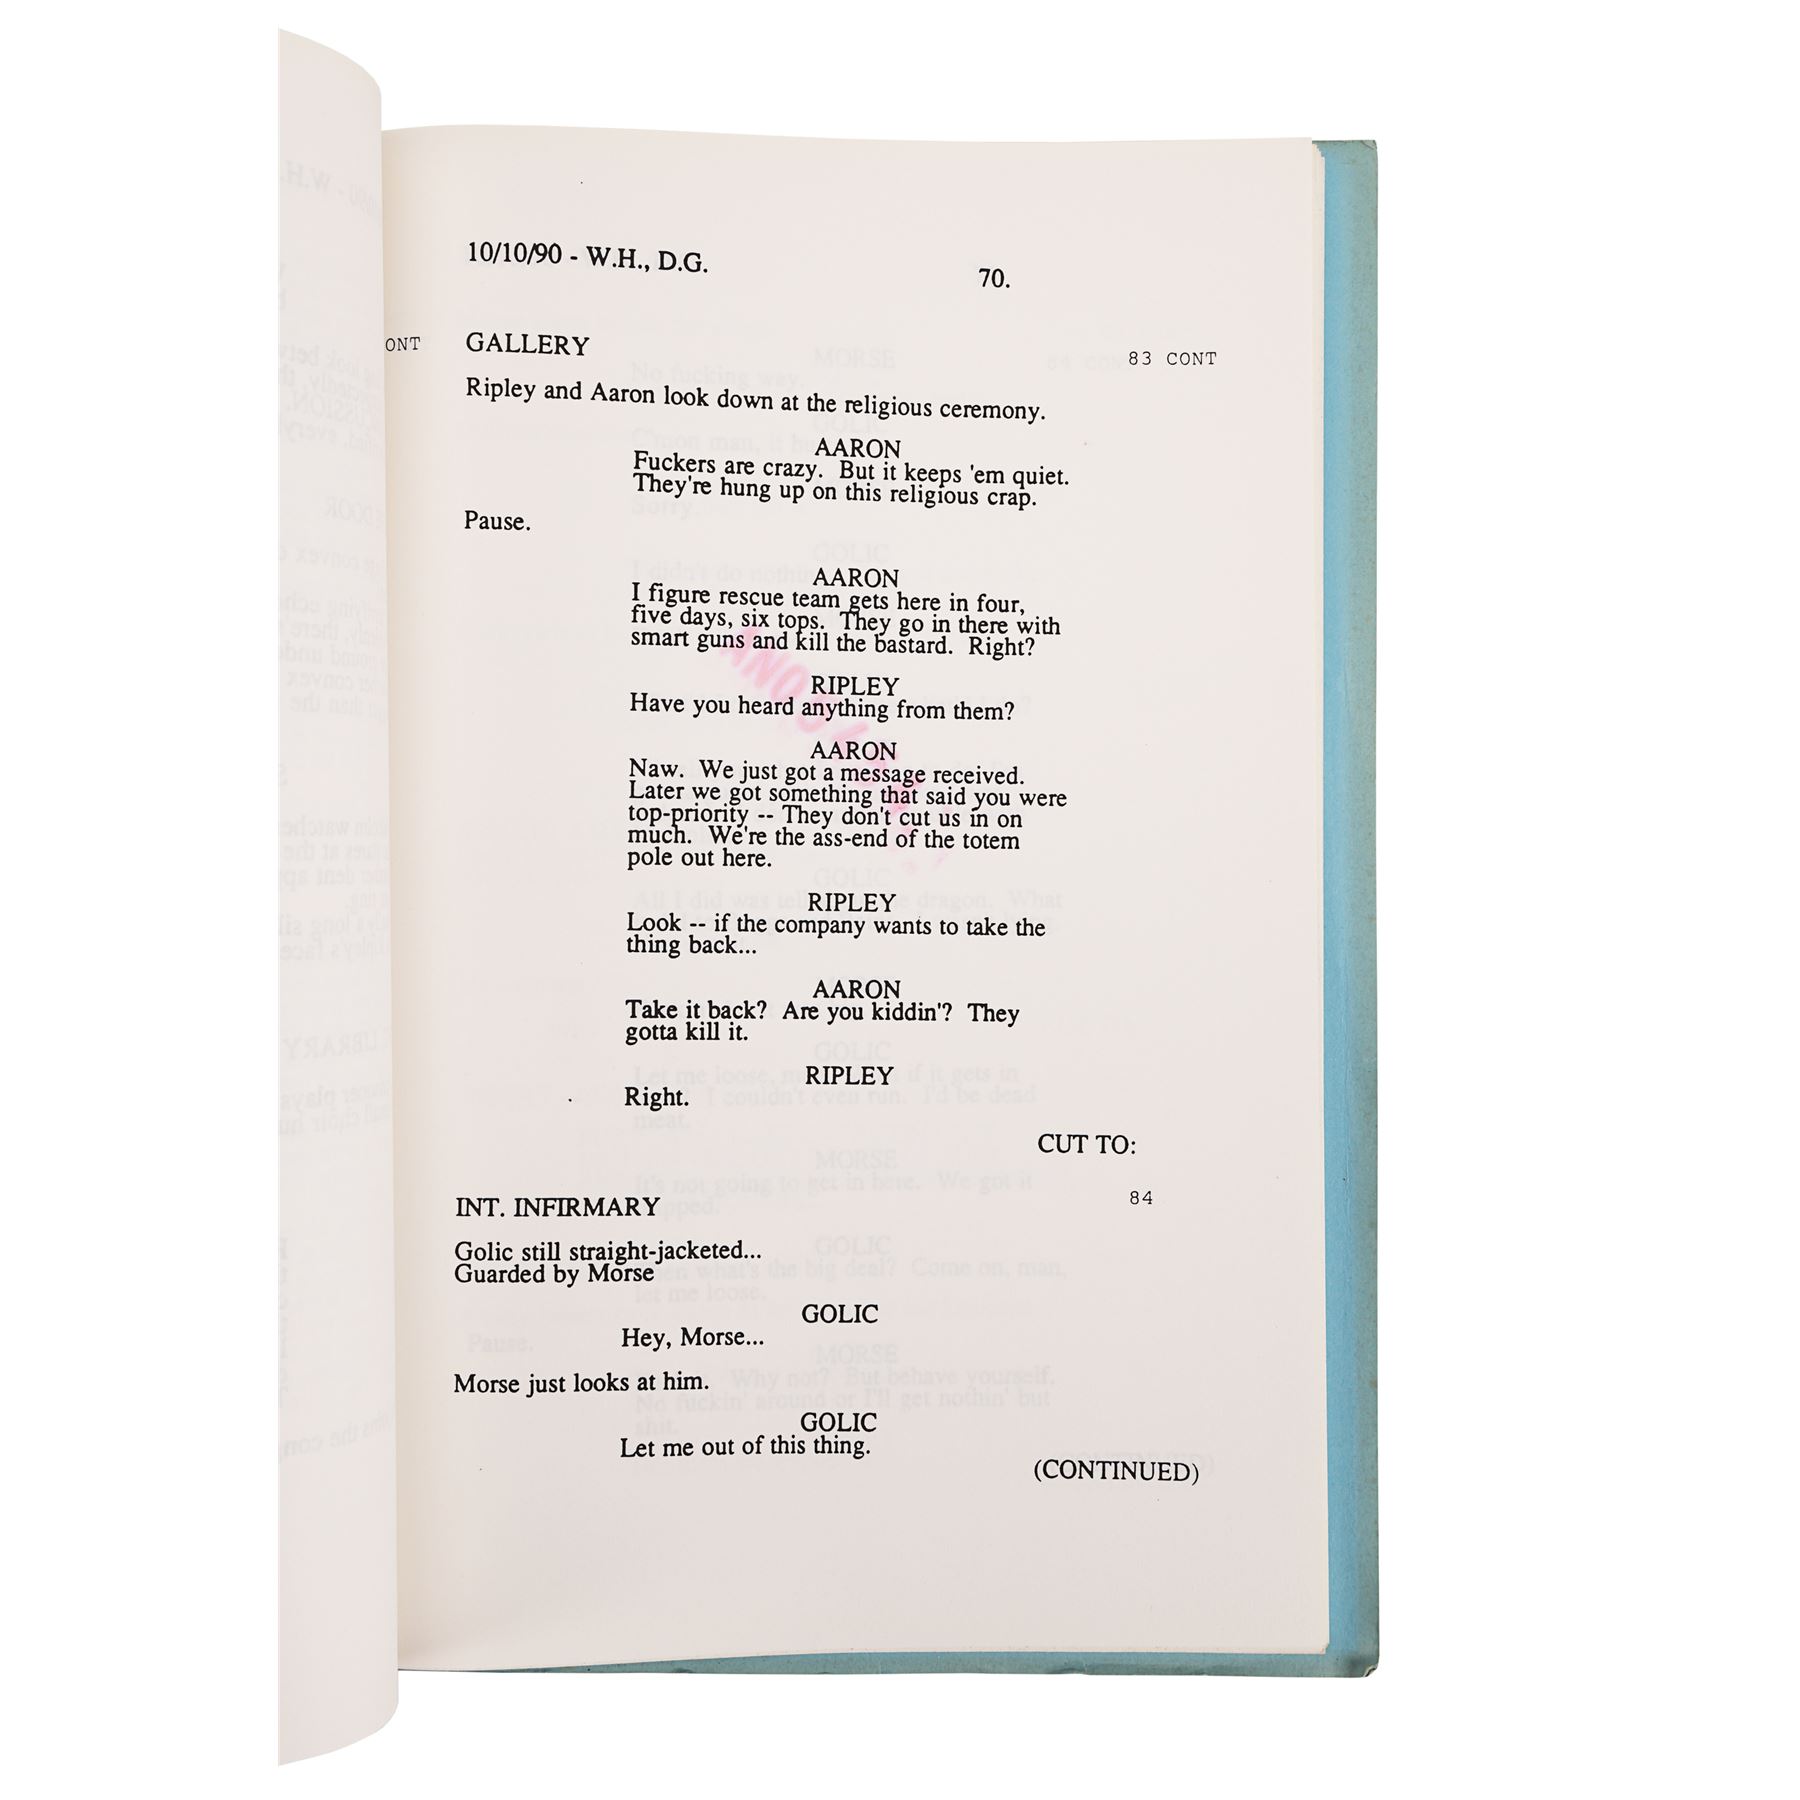 10/10/90 - W.H., D.G.
70.
ONT GALLERY 83 CONT
Ripley and Aaron look down at the religious ceremony.
AARON
Fuckers are crazy. But it keeps 'em quiet.
They're hung up on this religious crap.
Pause.
AARON
I figure rescue team gets here in four,
five days, six tops. They go in there with
smart guns and kill the bastard. Right?
RIPLEY
Have you heard anything from them?
AARON
Naw. We just got a message received.
Later we got something that said you were
top-priority -- They don't cut us in on
much. We're the ass-end of the totem
pole out here.
RIPLEY
Look -- if the company wants to take the
thing back...
AARON
Take it back? Are you kiddin'? They
gotta kill it.
RIPLEY
Right.
CUT TO:
INT. INFIRMARY 84
Golic still straight-jacketed...
Guarded by Morse
GOLIC
Hey, Morse...
Morse just looks at him.
GOLIC
Let me out of this thing.
(CONTINUED)